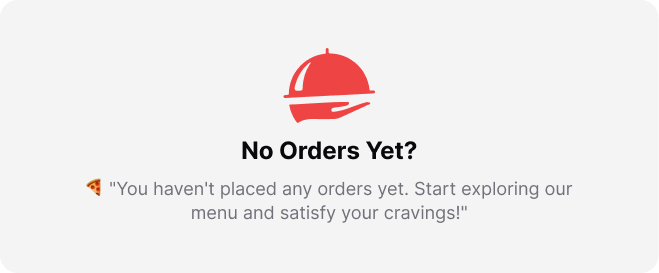 No Orders Yet?
🍕 "You haven't placed any orders yet. Start exploring our
menu and satisfy your cravings!"